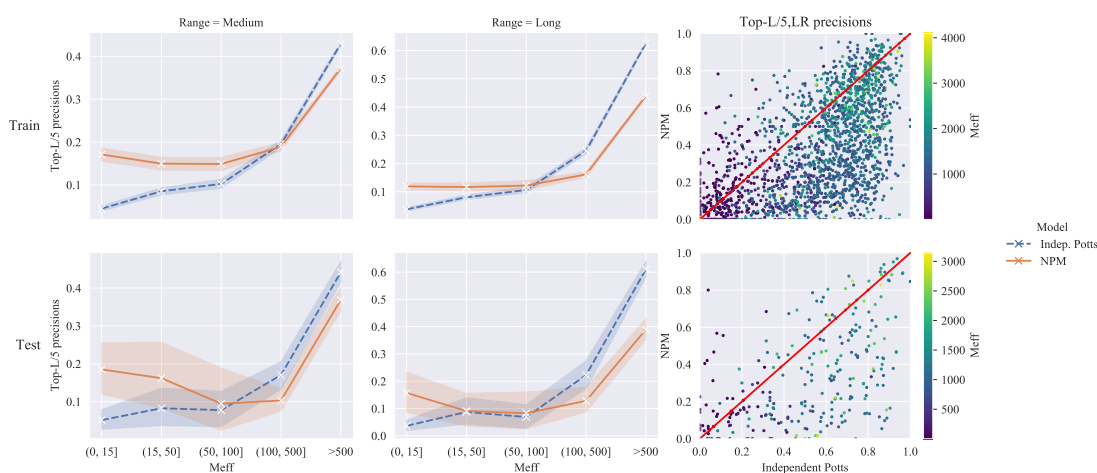 Range = Medium
Range = Long
Top-L/5,LR precisions
Train
Top-L/5 precisions
0.4
0.3
0.2
0.1
0.6
0.5
0.4
0.3
0.2
0.1
NPM
1.0
0.8
0.6
0.4
0.2
0.0
4000
3000
2000
1000
Meff
Model
Indep. Potts
NPM
Test
Top-L/5 precisions
0.4
0.3
0.2
0.1
0.6
0.5
0.4
0.3
0.2
0.1
0.0
NPM
1.0
0.8
0.6
0.4
0.2
0.0
3000
2500
2000
1500
1000
500
Meff
(0, 15] (15, 50] (50, 100] (100, 500] >500
Meff
(0, 15] (15, 50] (50, 100] (100, 500] >500
Meff
0.0 0.2 0.4 0.6 0.8 1.0
Independent Potts